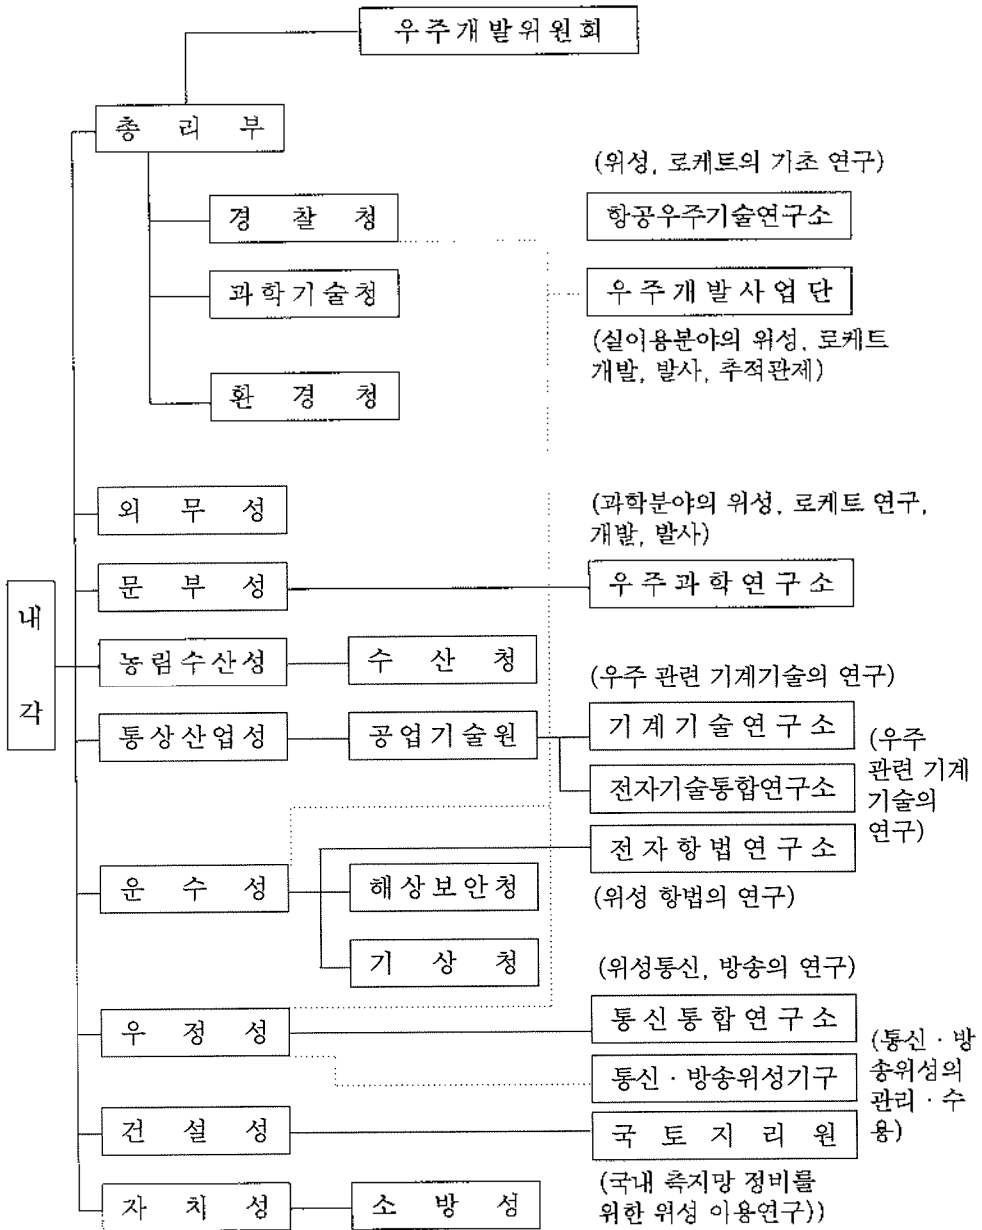 우주개발위원회
총리부
(위성, 로케트의 기초 연구)
경찰청
항공우주기술연구소
과학기술청
우주개발사업단
(실이용분야의 위성, 로케트
개발, 발사, 추적관제)
환경청
외무성
(과학분야의 위성, 로케트 연구,
개발, 발사)
문부성
우주과학연구소
내
각
농림수산성
수산청
(우주 관련 기계기술의 연구)
통상산업성
공업기술원
기계기술연구소
(우주
관련 기계
기술의
연구)
전자기술통합연구소
전자항법연구소
(위성 항법의 연구)
운수성
해상보안청
기상청
(위성통신, 방송의 연구)
우정성
통신통합연구소
(통신 · 방
송위성의
관리 · 수
용)
통신 · 방송위성기구
건설성
국토지리원
(국내 측지망 정비를
위한 위성 이용연구))
자치성
소방성